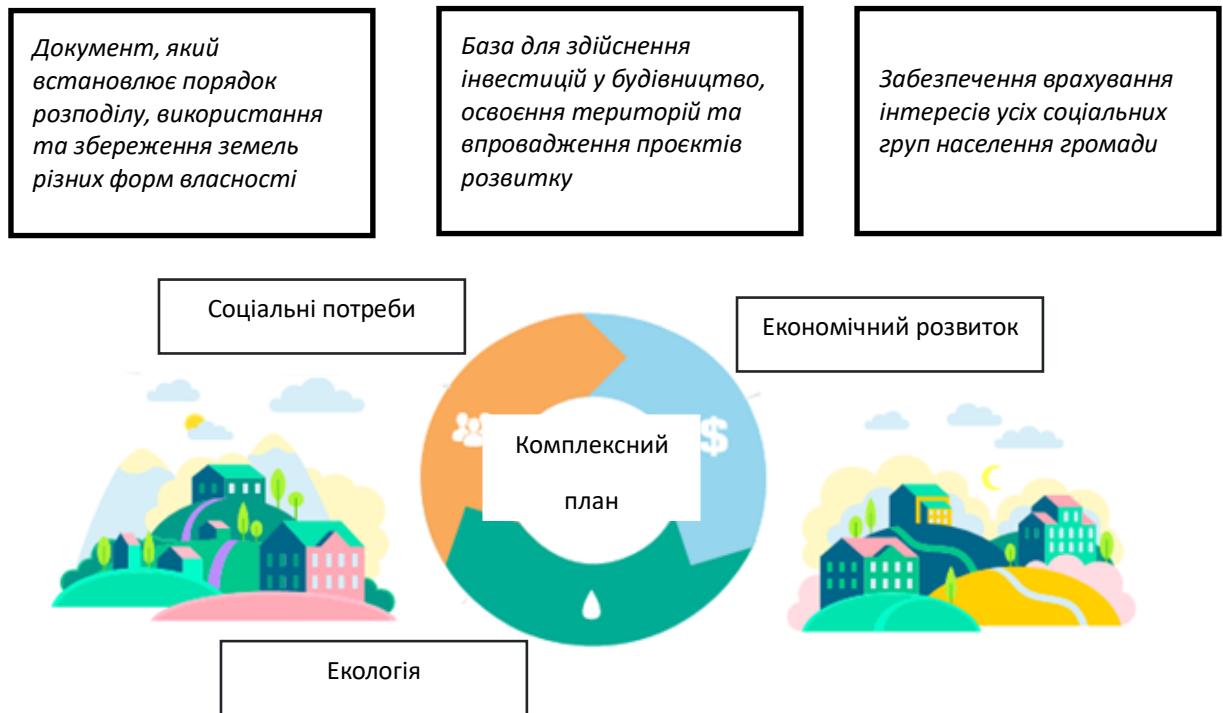 Документ, який
встановлює порядок
розподілу, використання
та збереження земель
різних форм власності
База для здійснення
інвестицій у будівництво,
освоєння територій та
впровадження проєктів
розвитку
Забезпечення врахування
інтересів усіх соціальних
груп населення громади
Соціальні потреби
Економічний розвиток
$
Комплексний
план
Екологія